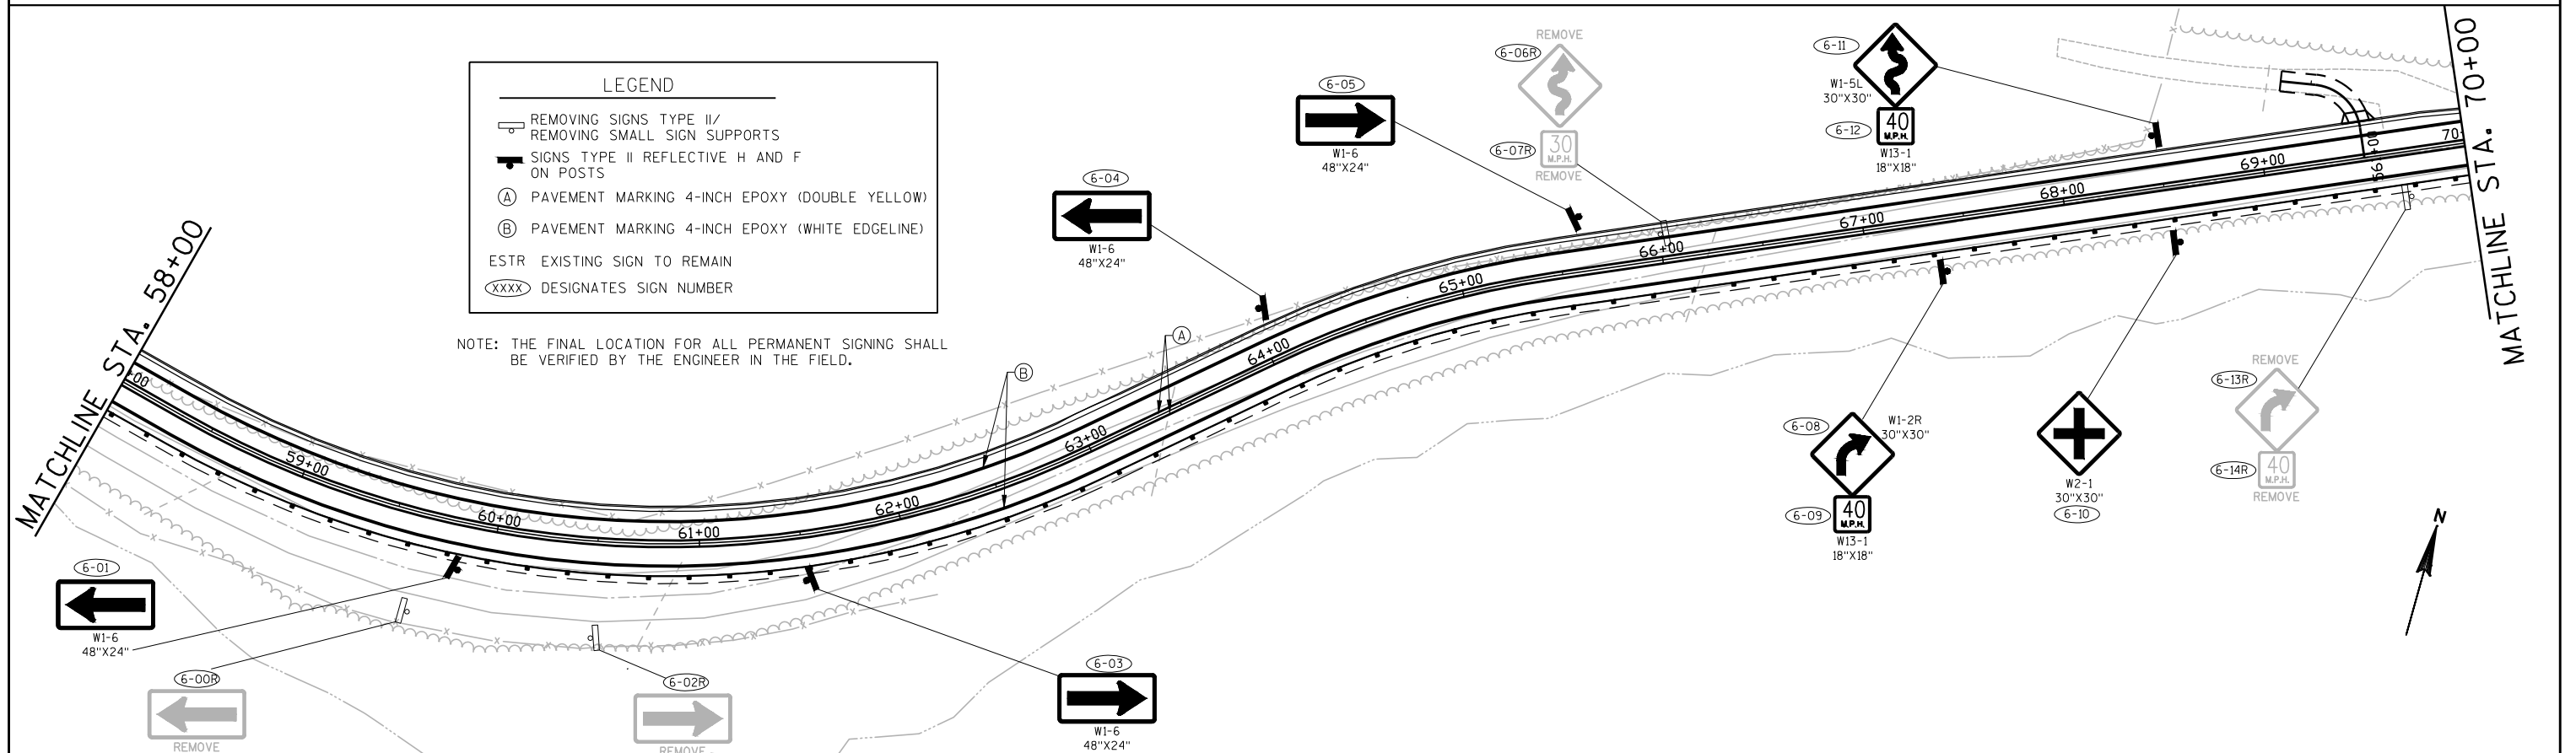 LEGEND
REMOVING SIGNS TYPE II/
REMOVING SMALL SIGN SUPPORTS
SIGNS TYPE II REFLECTIVE H AND F
ON POSTS
A PAVEMENT MARKING 4-INCH EPOXY (DOUBLE YELLOW)
B PAVEMENT MARKING 4-INCH EPOXY (WHITE EDGELINE)
ESTR EXISTING SIGN TO REMAIN
XXXX DESIGNATES SIGN NUMBER
NOTE: THE FINAL LOCATION FOR ALL PERMANENT SIGNING SHALL
BE VERIFIED BY THE ENGINEER IN THE FIELD.
MATCHLINE STA. 58+00
+00
59+00
60+00
61+00
62+00
63+00
64+00
65+00
66+00
67+00
68+00
69+00
70+
MATCHLINE STA. 70+00
A
B
6-01
W1-6
48"X24"
6-00R
REMOVE
6-02R
REMOVE
6-03
W1-6
48"X24"
6-04
W1-6
48"X24"
6-05
W1-6
48"X24"
REMOVE
6-06R
6-07R
30
M.P.H.
REMOVE
6-11
W1-5L
30"X30"
6-12
40
M.P.H.
W13-1
18"X18"
6-08
W1-2R
30"X30"
6-09
40
M.P.H.
W13-1
18"X18"
W2-1
30"X30"
6-10
REMOVE
6-13R
6-14R
40
M.P.H.
REMOVE
N